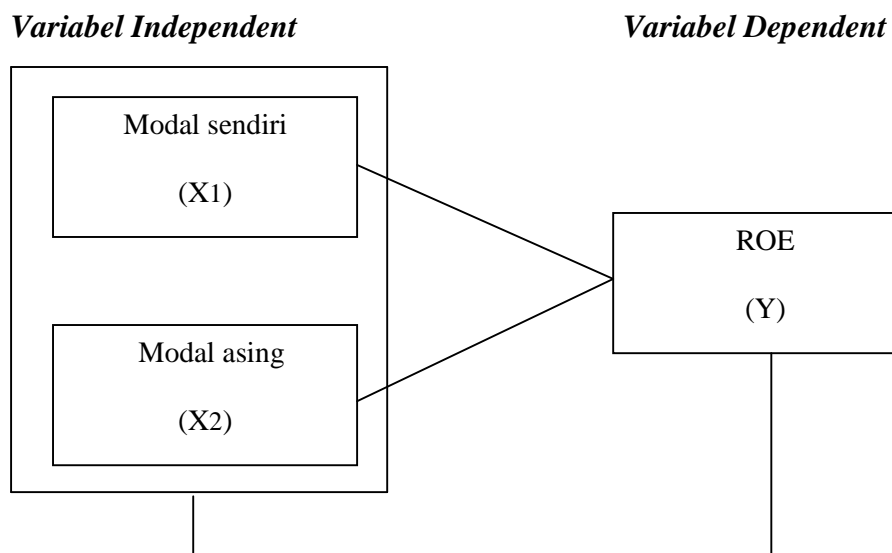 Variabel Independent
Variabel Dependent
Modal sendiri
(X1)
Modal asing
(X2)
ROE
(Y)